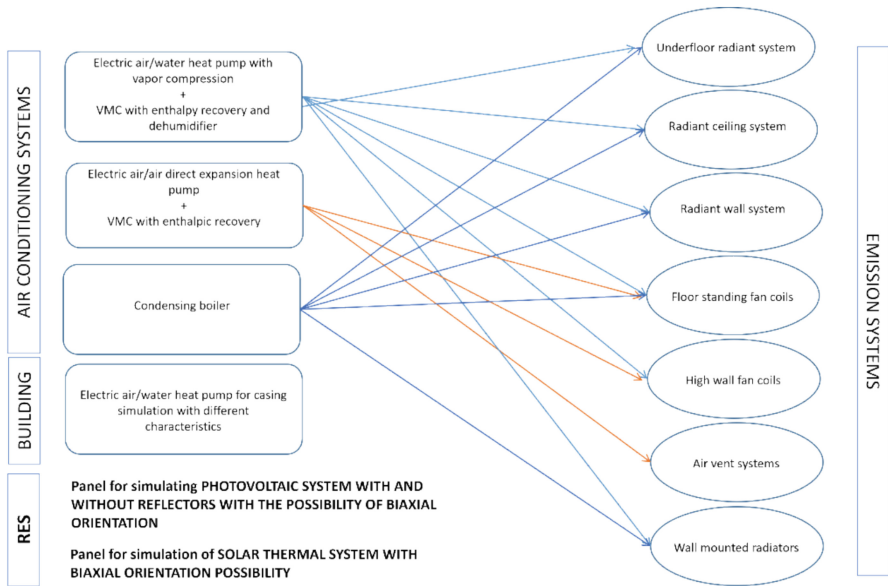 AIR CONDITIONING SYSTEMS
Electric air/water heat pump with
vapor compression
+
VMC with enthalpy recovery and
dehumidifier
Electric air/air direct expansion heat
pump
+
VMC with enthalpic recovery
Condensing boiler
BUILDING
Electric air/water heat pump for casing
simulation with different
characteristics
RES
Panel for simulating PHOTOVOLTAIC SYSTEM WITH AND
WITHOUT REFLECTORS WITH THE POSSIBILITY OF BIAXIAL
ORIENTATION
Panel for simulation of SOLAR THERMAL SYSTEM WITH
BIAXIAL ORIENTATION POSSIBILITY
Underfloor radiant system
Radiant ceiling system
Radiant wall system
Floor standing fan coils
High wall fan coils
Air vent systems
Wall mounted radiators
EMISSION SYSTEMS